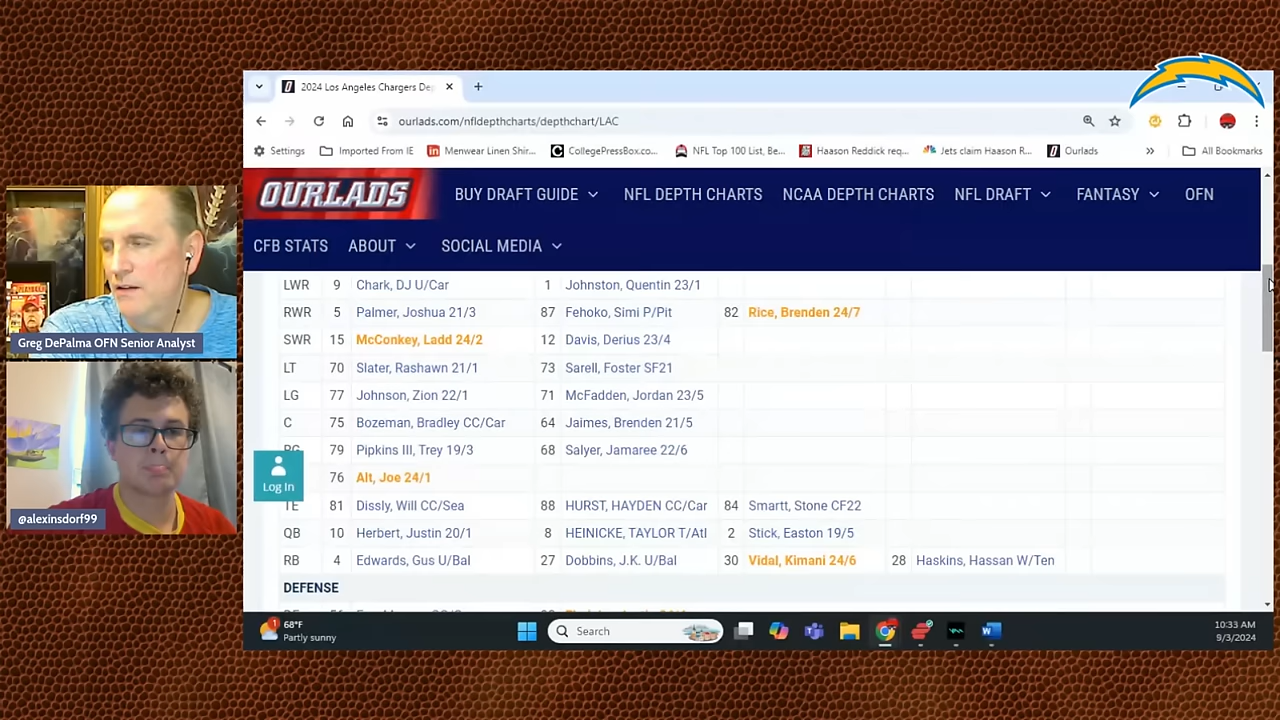 2024 Los Angeles Chargers De
ourlads.com/nfldepthcharts/depthchart/LAC
Settings Imported From IE Menwear Linen Shir... CollegePressBox.co... NFL Top 100 List, Be... Haason Reddick req... Jets claim Haason R... Ourlads All Bookmarks
OURLADS BUY DRAFT GUIDE NFL DEPTH CHARTS NCAA DEPTH CHARTS NFL DRAFT FANTASY OFN
CFB STATS ABOUT SOCIAL MEDIA
LWR 9 Chark, DJ U/Car 1 Johnston, Quentin 23/1
RWR 5 Palmer, Joshua 21/3 87 Fehoko, Simi P/Pit 82 Rice, Brenden 24/7
SWR 15 McConkey, Ladd 24/2 12 Davis, Derius 23/4
LT 70 Slater, Rashawn 21/1 73 Sarell, Foster SF21
LG 77 Johnson, Zion 22/1 71 McFadden, Jordan 23/5
C 75 Bozeman, Bradley CC/Car 64 Jaimes, Brenden 21/5
RG 79 Pipkins III, Trey 19/3 68 Salyer, Jamaree 22/6
76 Alt, Joe 24/1
TE 81 Dissly, Will CC/Sea 88 HURST, HAYDEN CC/Car 84 Smartt, Stone CF22
QB 10 Herbert, Justin 20/1 8 HEINICKE, TAYLOR T/Atl 2 Stick, Easton 19/5
RB 4 Edwards, Gus U/Bal 27 Dobbins, J.K. U/Bal 30 Vidal, Kimani 24/6 28 Haskins, Hassan W/Ten
DEFENSE
Log In
Greg DePalma OFN Senior Analyst
@alexinsdorf99
1
68°F
Partly sunny
Search
10:33 AM
9/3/2024